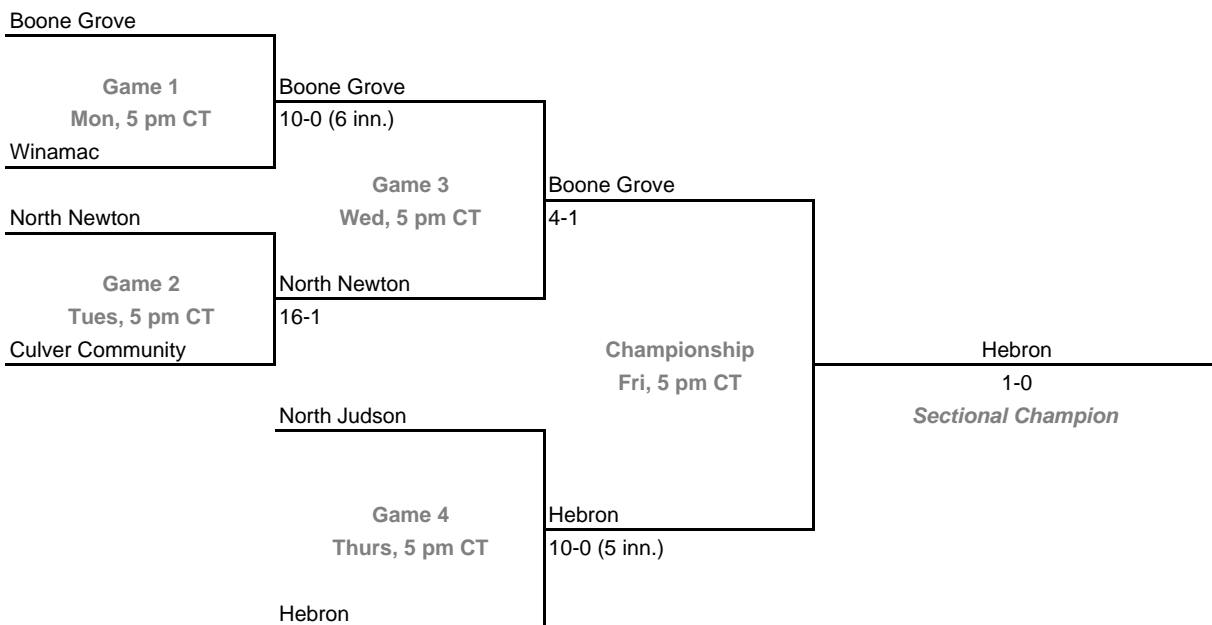 Boone Grove
Game 1
Mon, 5 pm CT
Winamac
Boone Grove
10-0 (6 inn.)
North Newton
Game 2
Tues, 5 pm CT
Culver Community
North Newton
16-1
Game 3
Wed, 5 pm CT
Boone Grove
4-1
North Judson
Game 4
Thurs, 5 pm CT
Hebron
Hebron
10-0 (5 inn.)
Championship
Fri, 5 pm CT
Hebron
1-0
Sectional Champion